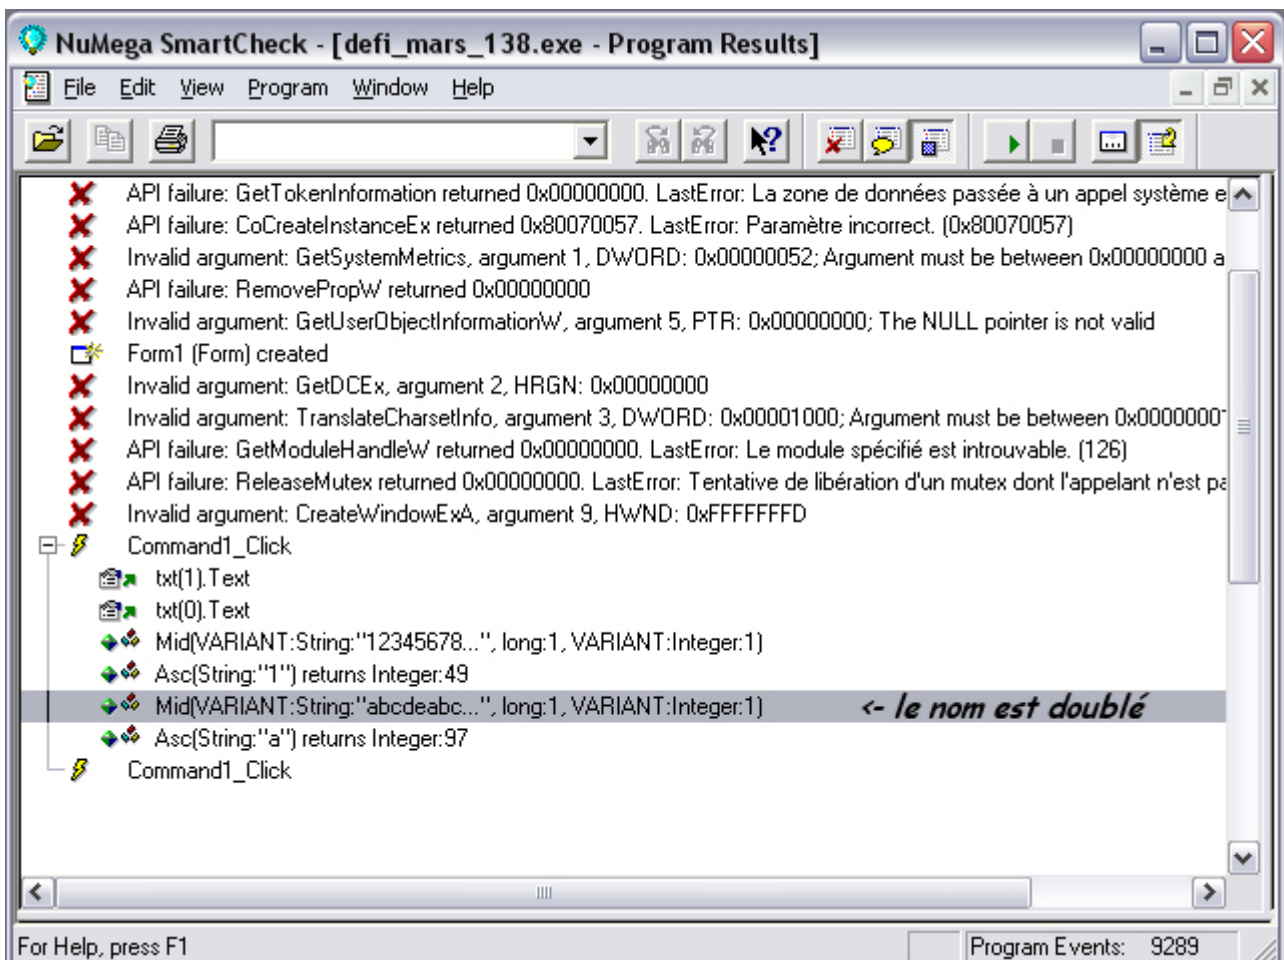 NuMega SmartCheck - [defi_mars_138.exe - Program Results]
File Edit View Program Window Help
API failure: GetTokenInformation returned 0x00000000. LastError: La zone de données passée à un appel système e
API failure: CoCreateInstanceEx returned 0x80070057. LastError: Paramètre incorrect. (0x80070057)
Invalid argument: GetSystemMetrics, argument 1, DWORD: 0x00000052; Argument must be between 0x00000000 a
API failure: RemovePropW returned 0x00000000
Invalid argument: GetUserObjectInformationW, argument 5, PTR: 0x00000000; The NULL pointer is not valid
Form1 (Form) created
Invalid argument: GetDCEx, argument 2, HRGN: 0x00000000
Invalid argument: TranslateCharsetInfo, argument 3, DWORD: 0x00001000; Argument must be between 0x00000001
API failure: GetModuleHandleW returned 0x00000000. LastError: Le module spécifié est introuvable. (126)
API failure: ReleaseMutex returned 0x00000000. LastError: Tentative de libération d'un mutex dont l'appelant n'est pa
Invalid argument: CreateWindowExA, argument 9, HWND: 0xFFFFFFFD
Command1_Click
txt(1).Text
txt(0).Text
Mid(VARIANT:String:"12345678...", long:1, VARIANT:Integer:1)
Asc(String:"1") returns Integer:49
Mid(VARIANT:String:"abcdeabc...", long:1, VARIANT:Integer:1) <- le nom est doublé
Asc(String:"a") returns Integer:97
Command1_Click
For Help, press F1 Program Events: 9289